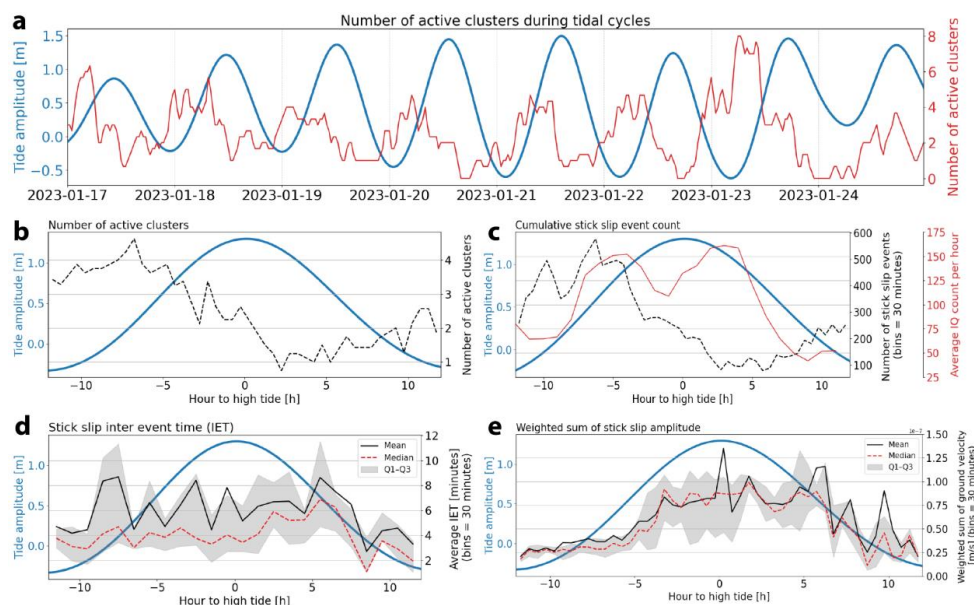 a
Number of active clusters during tidal cycles
Tide amplitude [m]
1.5
1.0
0.5
0.0
−0.5
8
6
4
2
0
Number of active clusters
2023-01-17 2023-01-18 2023-01-19 2023-01-20 2023-01-21 2023-01-22 2023-01-23 2023-01-24
b
Number of active clusters
Tide amplitude [m]
1.0
0.5
0.0
4
3
2
1
Number of active clusters
−10 −5 0 5 10
Hour to high tide [h]
c
Cumulative stick slip event count
Tide amplitude [m]
1.0
0.5
0.0
600
500
400
300
200
100
Number of stick slip events
(bins = 30 minutes)
175
150
125
100
75
50
25
Average IQ count per hour
−10 −5 0 5 10
Hour to high tide [h]
d
Stick slip inter event time (IET)
Tide amplitude [m]
1.0
0.5
0.0
Mean
Median
Q1–Q3
12
10
8
6
4
2
Average IET [minutes]
(bins = 30 minutes)
−10 −5 0 5 10
Hour to high tide [h]
e
Weighted sum of stick slip amplitude
1e−7
Tide amplitude [m]
1.0
0.5
0.0
Mean
Median
Q1–Q3
1.50
1.25
1.00
0.75
0.50
0.25
0.00
Weighted sum of ground velocity
[m/s] (bins = 30 minutes)
−10 −5 0 5 10
Hour to high tide [h]